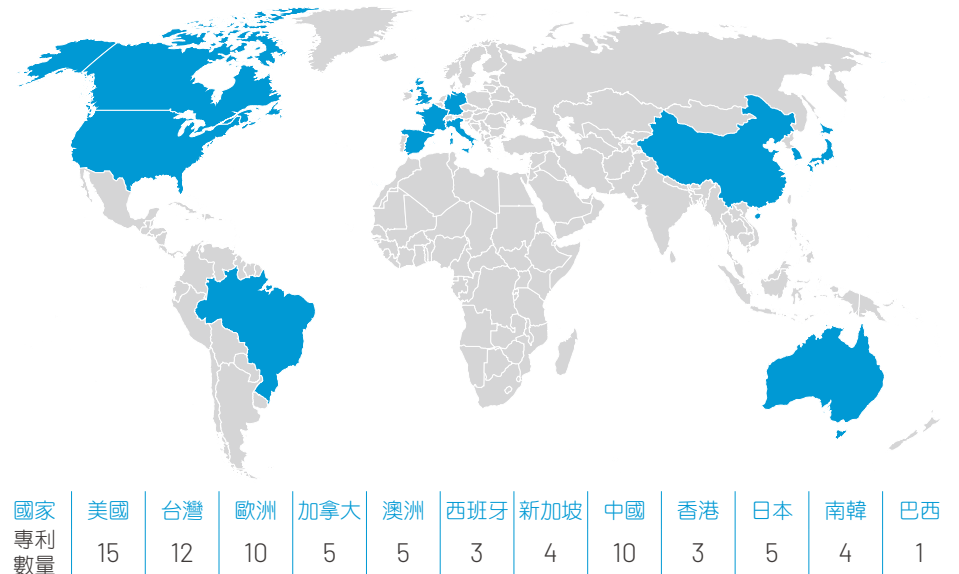 國家 美國 台灣 歐洲 加拿大 澳洲 西班牙 新加坡 中國 香港 日本 南韓 巴西
專利數量 15 12 10 5 5 3 4 10 3 5 4 1